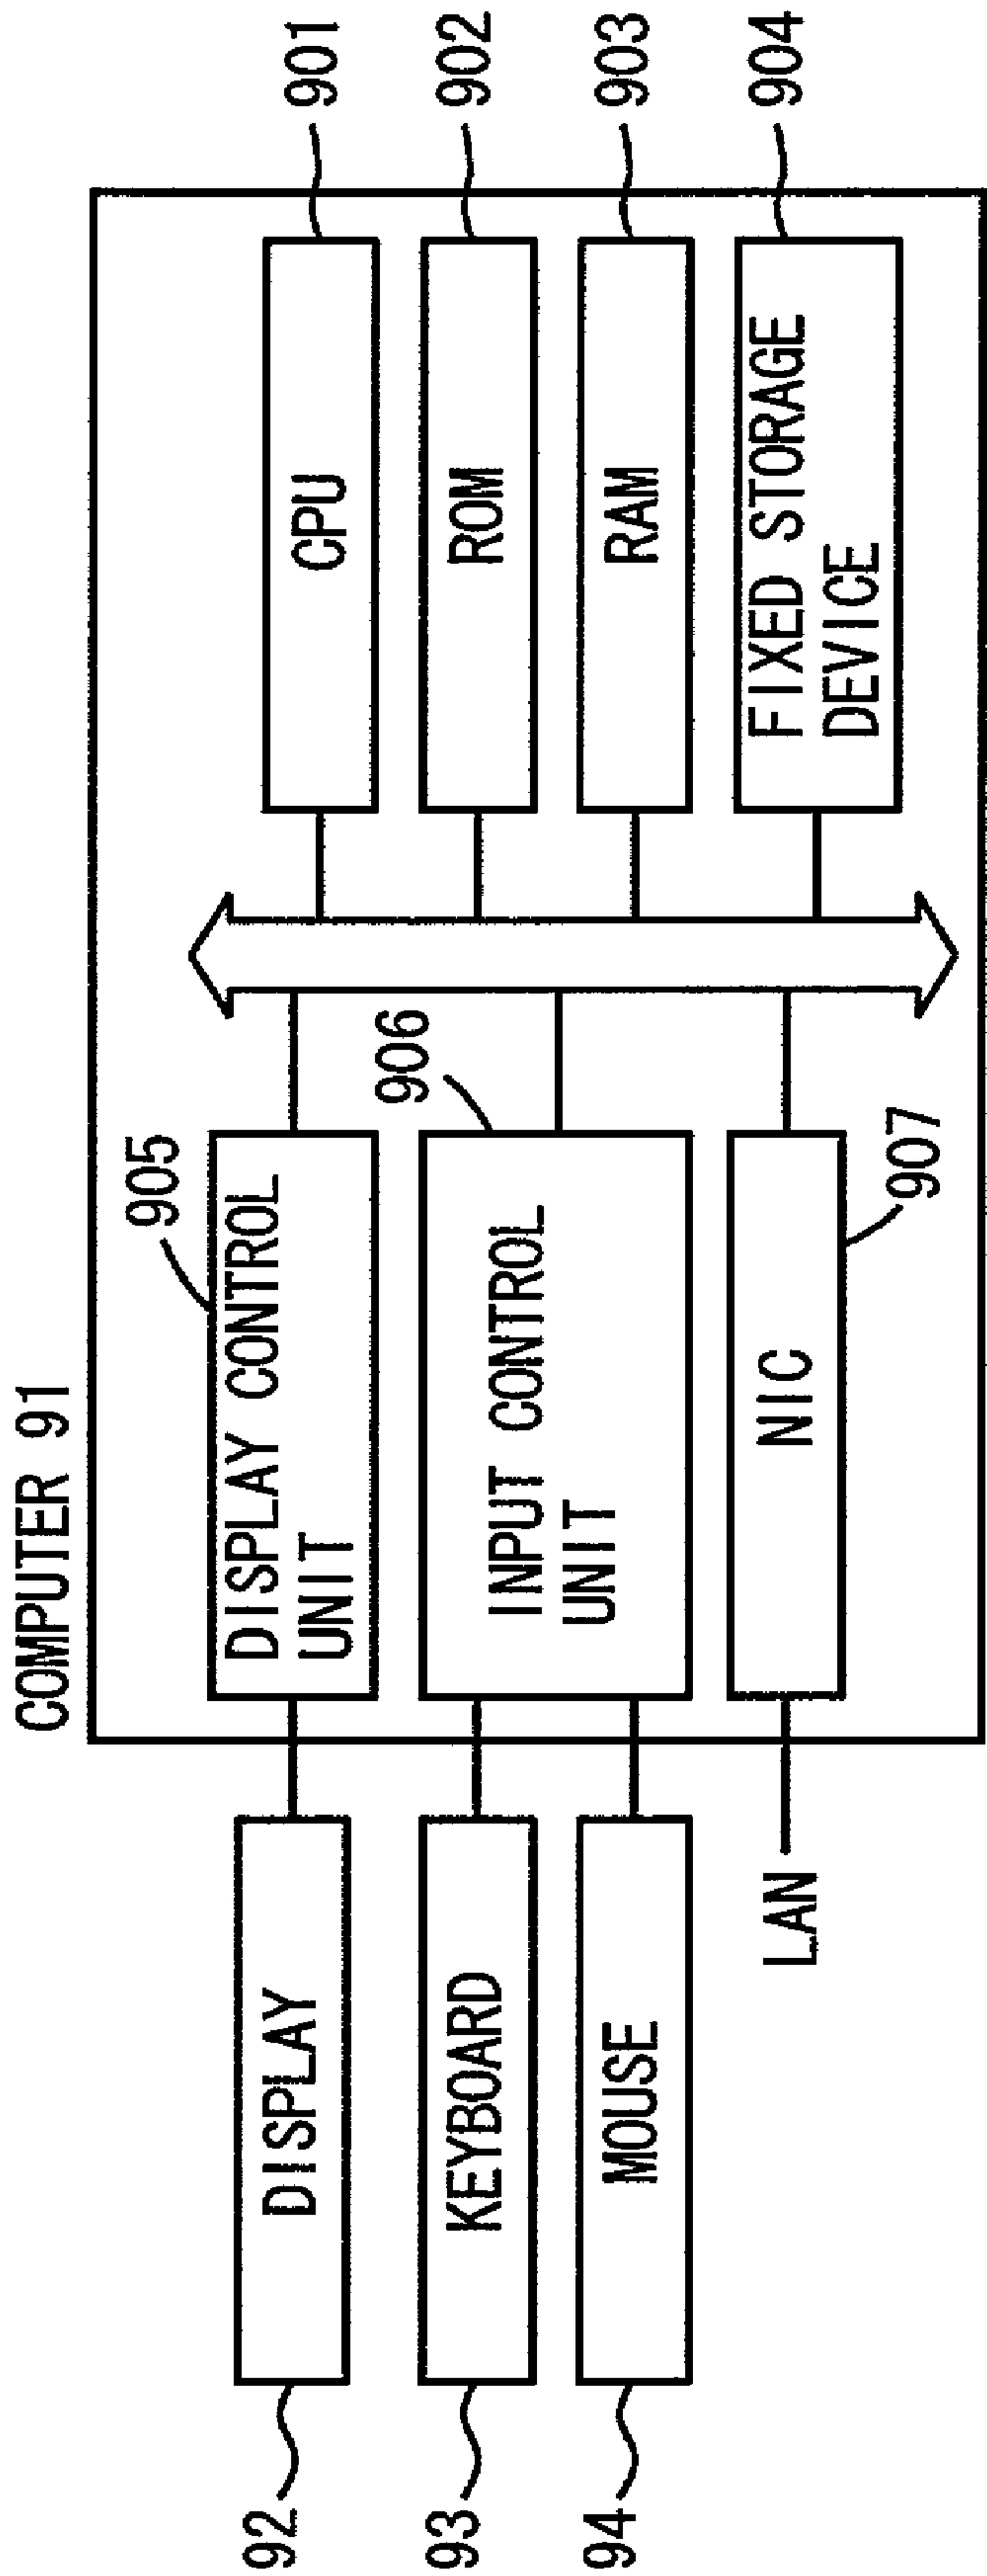 COMPUTER 91
905
92
DISPLAY
DISPLAY CONTROL
UNIT
CPU
901
906
93
KEYBOARD
INPUT CONTROL
UNIT
ROM
902
94
MOUSE
RAM
903
LAN
NIC
FIXED STORAGE
DEVICE
904
907